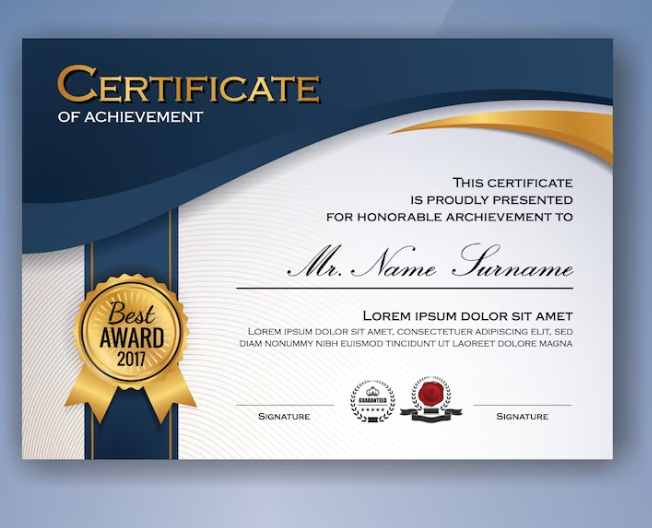 CERTIFICATE
OF ACHIEVEMENT
THIS CERTIFICATE
IS PROUDLY PRESENTED
FOR HONORABLE ARCHIEVEMENT TO
Mr. Name Surname
LOREM IPSUM DOLOR SIT AMET
LOREM IPSUM DOLOR SIT AMET, CONSECTETUER ADIPISCING ELIT, SED
DIAM NONUMMY NIBH EUISMOD TINCIDUNT UT LAOREET DOLORE MAGNA
Best
AWARD
2017
SIGNATURE
GUARANTEED
SIGNATURE